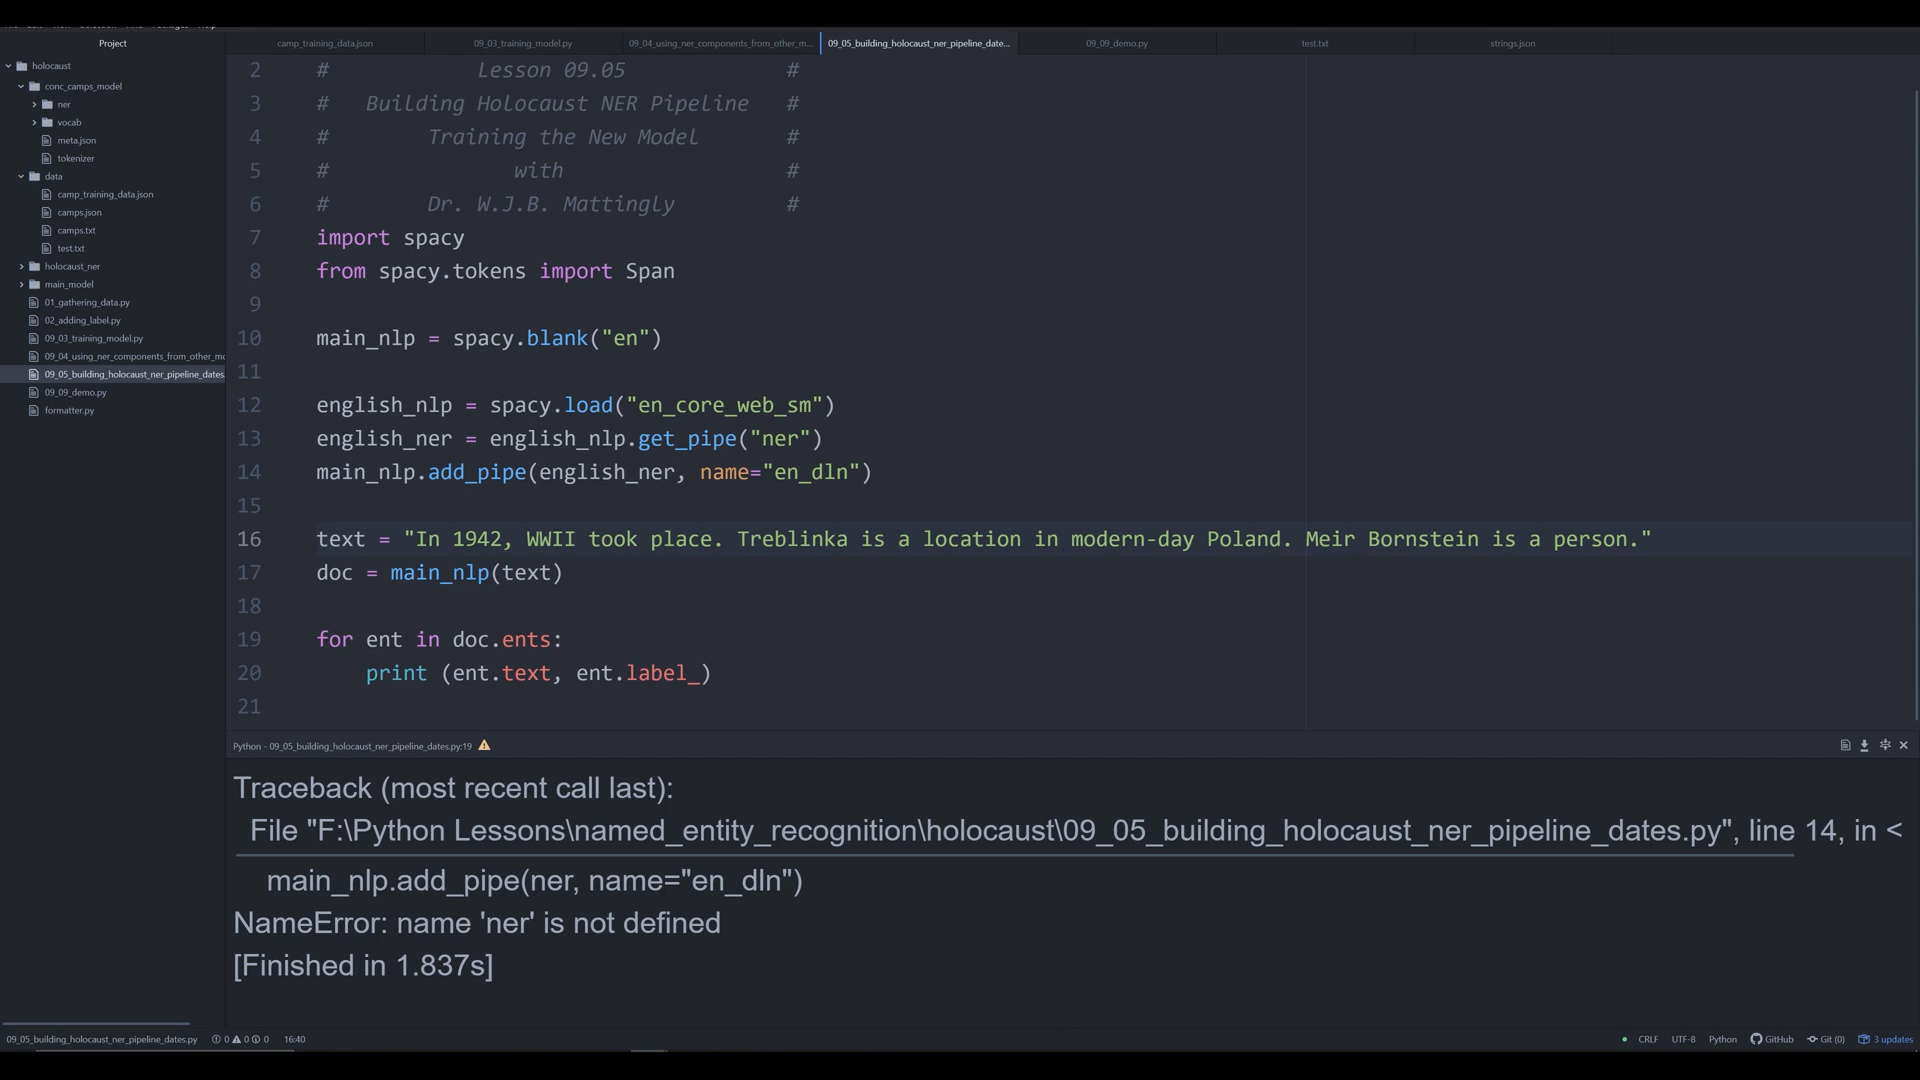 Project
camp_training_data.json
09_03_training_model.py
09_04_using_ner_components_from_other_m...
09_05_building_holocaust_ner_pipeline_date...
09_09_demo.py
test.txt
strings.json
holocaust
conc_camps_model
ner
vocab
meta.json
tokenizer
data
camp_training_data.json
camps.json
camps.txt
test.txt
holocaust_ner
main_model
01_gathering_data.py
02_adding_label.py
09_03_training_model.py
09_04_using_ner_components_from_other_mo
09_05_building_holocaust_ner_pipeline_dates.
09_09_demo.py
formatter.py
2 # Lesson 09.05 #
3 # Building Holocaust NER Pipeline #
4 # Training the New Model #
5 # with #
6 # Dr. W.J.B. Mattingly #
7 import spacy
8 from spacy.tokens import Span
9
10 main_nlp = spacy.blank("en")
11
12 english_nlp = spacy.load("en_core_web_sm")
13 english_ner = english_nlp.get_pipe("ner")
14 main_nlp.add_pipe(english_ner, name="en_dln")
15
16 text = "In 1942, WWII took place. Treblinka is a location in modern-day Poland. Meir Bornstein is a person."
17 doc = main_nlp(text)
18
19 for ent in doc.ents:
20 print (ent.text, ent.label_)
21
Python - 09_05_building_holocaust_ner_pipeline_dates.py:19
Traceback (most recent call last):
File "F:\Python Lessons\named_entity_recognition\holocaust\09_05_building_holocaust_ner_pipeline_dates.py", line 14, in <
main_nlp.add_pipe(ner, name="en_dln")
NameError: name 'ner' is not defined
[Finished in 1.837s]
09_05_building_holocaust_ner_pipeline_dates.py 0 0 0 16:40
CRLF UTF-8 Python GitHub Git (0) 3 updates